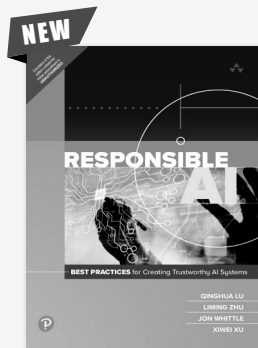 NEW
RESPONSIBLE
AI
BEST PRACTICES for Creating Trustworthy AI Systems
QINGHUA LU
LIMING ZHU
JON WHITTLE
XIWEI XU
P